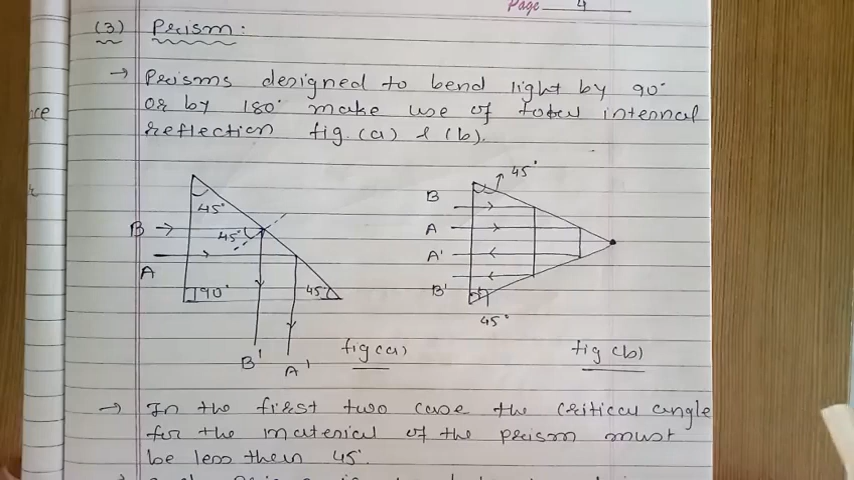 Page 4
(3) Prism:
→ Prisms designed to bend light by 90°
or by 180° make use of total internal
reflection fig.(a) & (b).
45°
B
45°
A
90°
45°
B'
A'
fig(a)
45°
B
A
A'
B'
45°
fig(b)
→ In the first two case the critical angle
for the material of the prism must
be less then 45°.